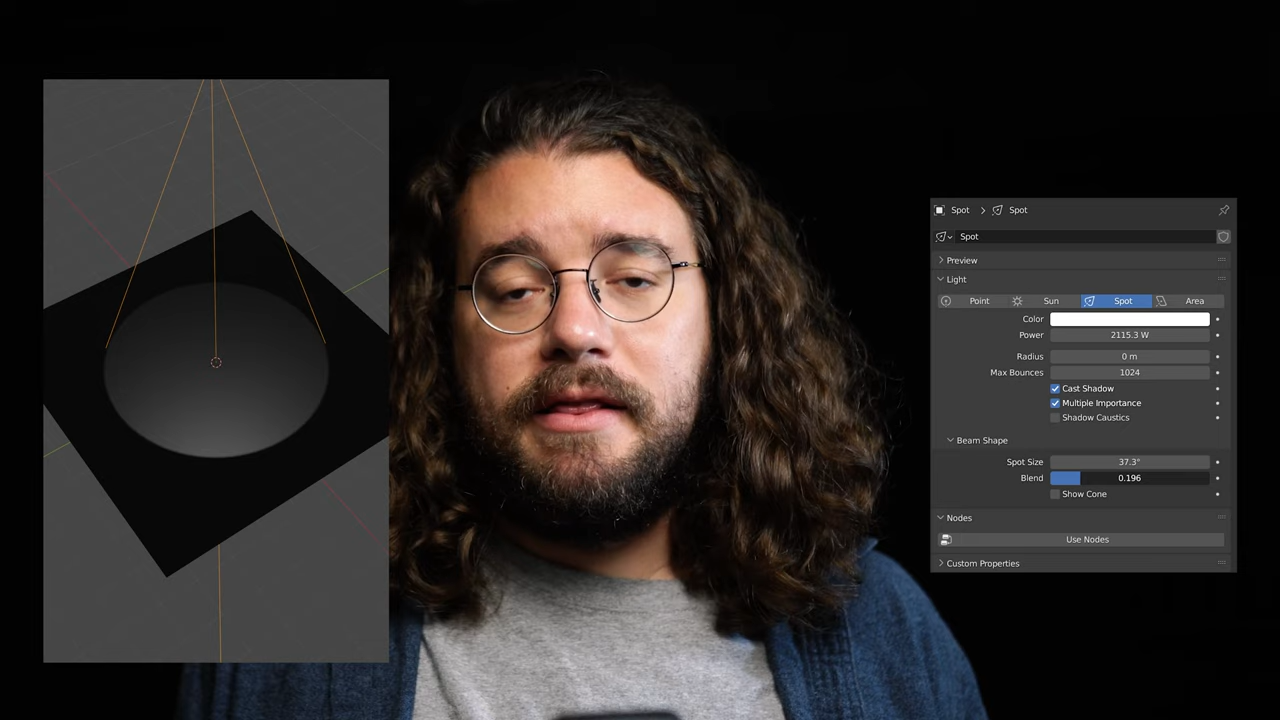 Spot > Spot
Spot
Preview
Light
Point Sun Spot Area
Color
Power 2115.3 W
Radius 0 m
Max Bounces 1024
Cast Shadow
Multiple Importance
Shadow Caustics
Beam Shape
Spot Size 37.3°
Blend 0.196
Show Cone
Nodes
Use Nodes
Custom Properties